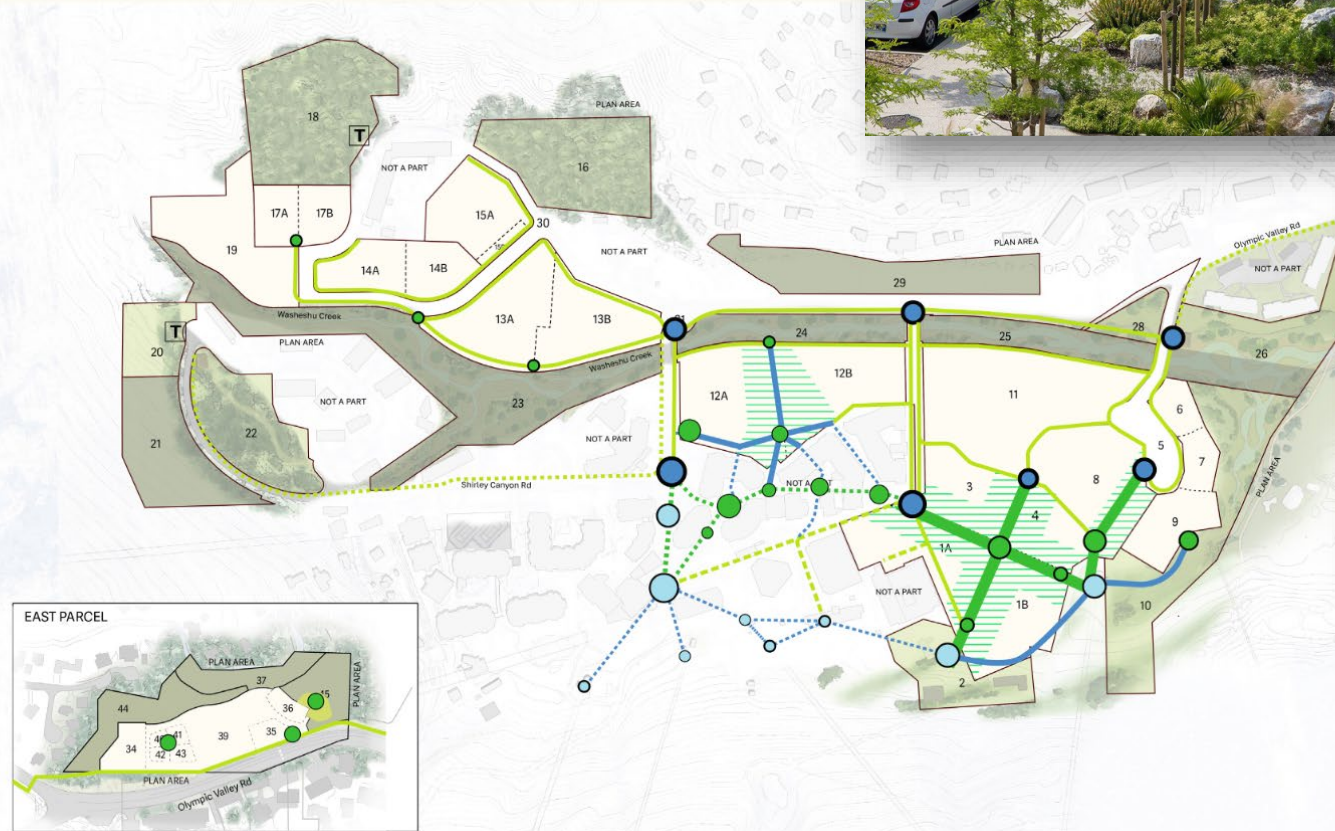 18
PLAN AREA
T
NOT A PART
16
17A
17B
15A
30
19
14A
14B
NOT A PART
PLAN AREA
Olympic Valley Rd
NOT A PART
29
Washeshu Creek
13A
13B
24
25
28
26
20
T
PLAN AREA
Washeshu Creek
12A
12B
11
6
NOT A PART
23
21
22
NOT A PART
5
7
PLAN AREA
Shirley Canyon Rd
3
8
4
9
1A
NOT A PART
1B
10
2
EAST PARCEL
PLAN AREA
37
PLAN AREA
44
36
34
41
39
35
42
43
PLAN AREA
Olympic Valley Rd